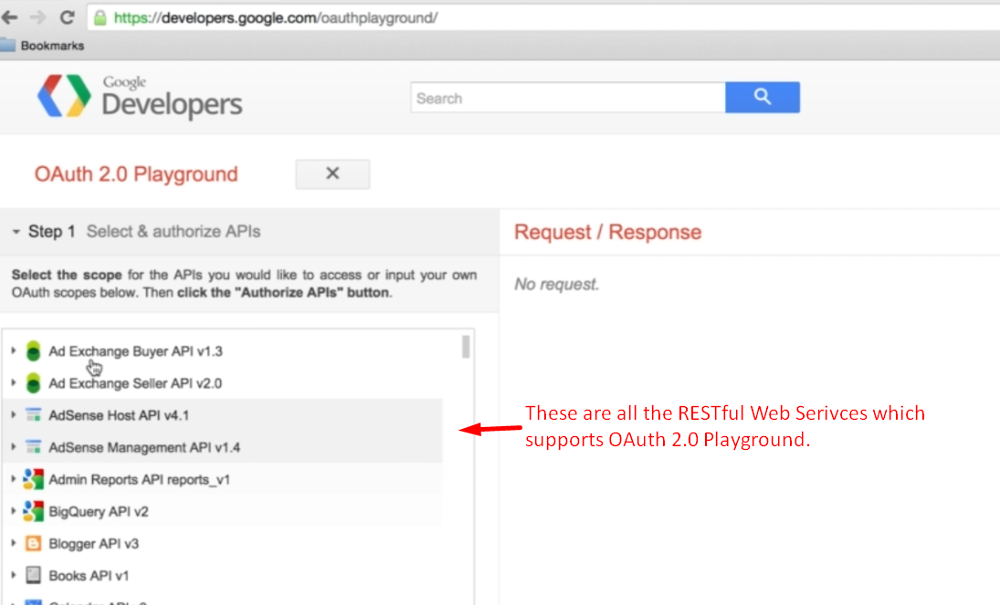 https://developers.google.com/oauthplayground/
Bookmarks
Google
Developers
Search
OAuth 2.0 Playground
Step 1 Select & authorize APIs
Select the scope for the APIs you would like to access or input your own
OAuth scopes below. Then click the "Authorize APIs" button.
Ad Exchange Buyer API v1.3
Ad Exchange Seller API v2.0
AdSense Host API v4.1
AdSense Management API v1.4
Admin Reports API reports_v1
BigQuery API v2
Blogger API v3
Books API v1
Request / Response
No request.
These are all the RESTful Web Serivces which
supports OAuth 2.0 Playground.